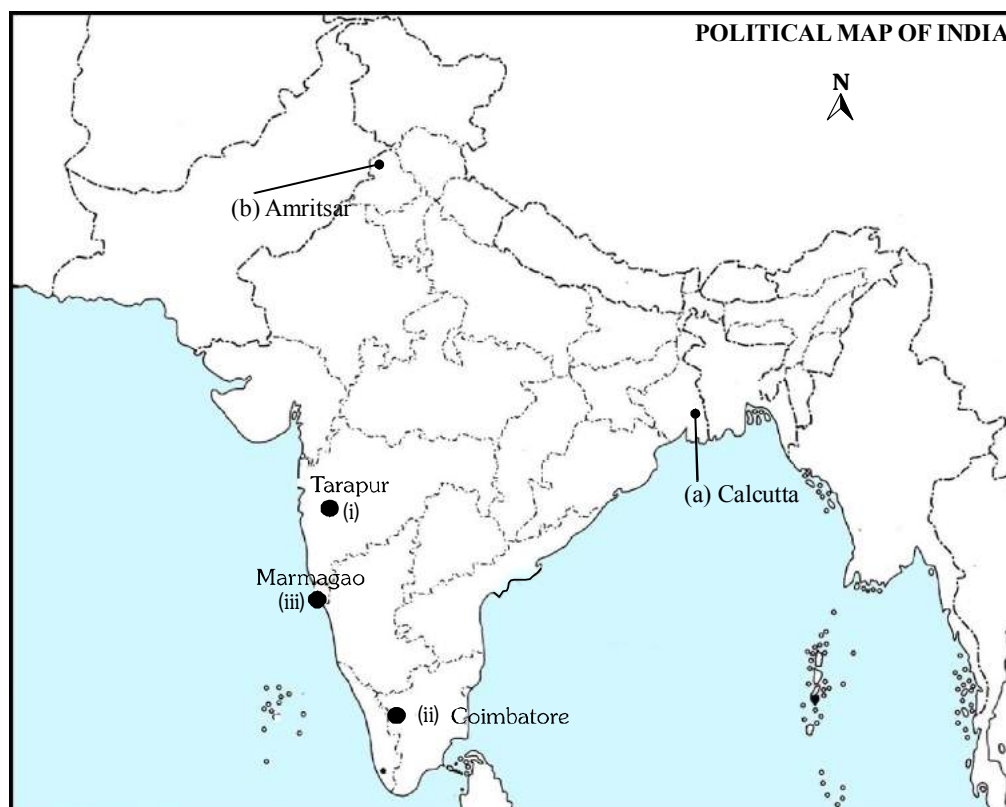 POLITICAL MAP OF INDIA
N
(b) Amritsar
(a) Calcutta
Tarapur
(i)
Marmagao
(iii)
(ii) Coimbatore